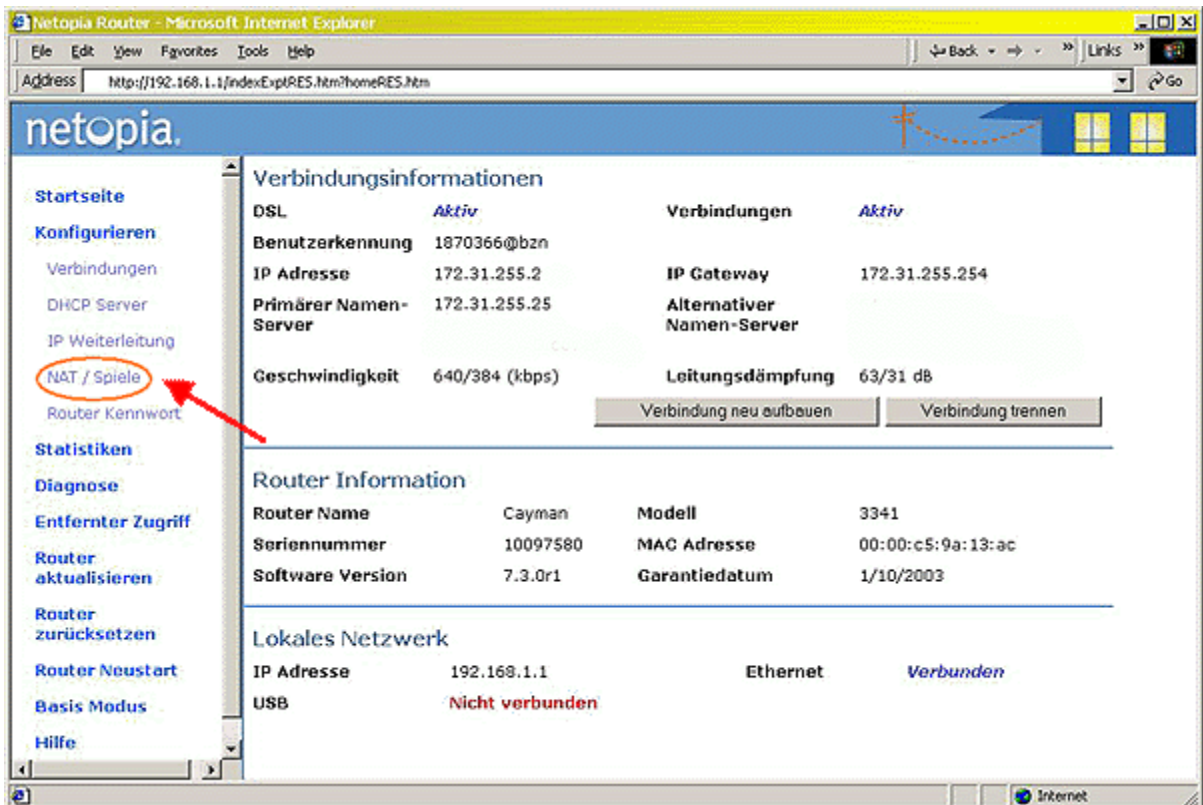 Netopia Router - Microsoft Internet Explorer
File Edit View Favorites Tools Help
Back
Links
Address http://192.168.1.1/indexExptRES.htm?homeRES.htm
Go
netopia.
Startseite
Konfigurieren
Verbindungen
DHCP Server
IP Weiterleitung
NAT / Spiele
Router Kennwort
Statistiken
Diagnose
Entfernter Zugriff
Router
aktualisieren
Router
zurücksetzen
Router Neustart
Basis Modus
Hilfe
Verbindungsinformationen
DSL Aktiv Verbindungen Aktiv
Benutzerkennung 1870366@bzn
IP Adresse 172.31.255.2 IP Gateway 172.31.255.254
Primärer Namen- 172.31.255.25 Alternativer
Server Namen-Server
Geschwindigkeit 640/384 (kbps) Leitungsdämpfung 63/31 dB
Verbindung neu aufbauen Verbindung trennen
Router Information
Router Name Cayman Modell 3341
Seriennummer 10097580 MAC Adresse 00:00:c5:9a:13:ac
Software Version 7.3.0r1 Garantiedatum 1/10/2003
Lokales Netzwerk
IP Adresse 192.168.1.1 Ethernet Verbunden
USB Nicht verbunden
Internet